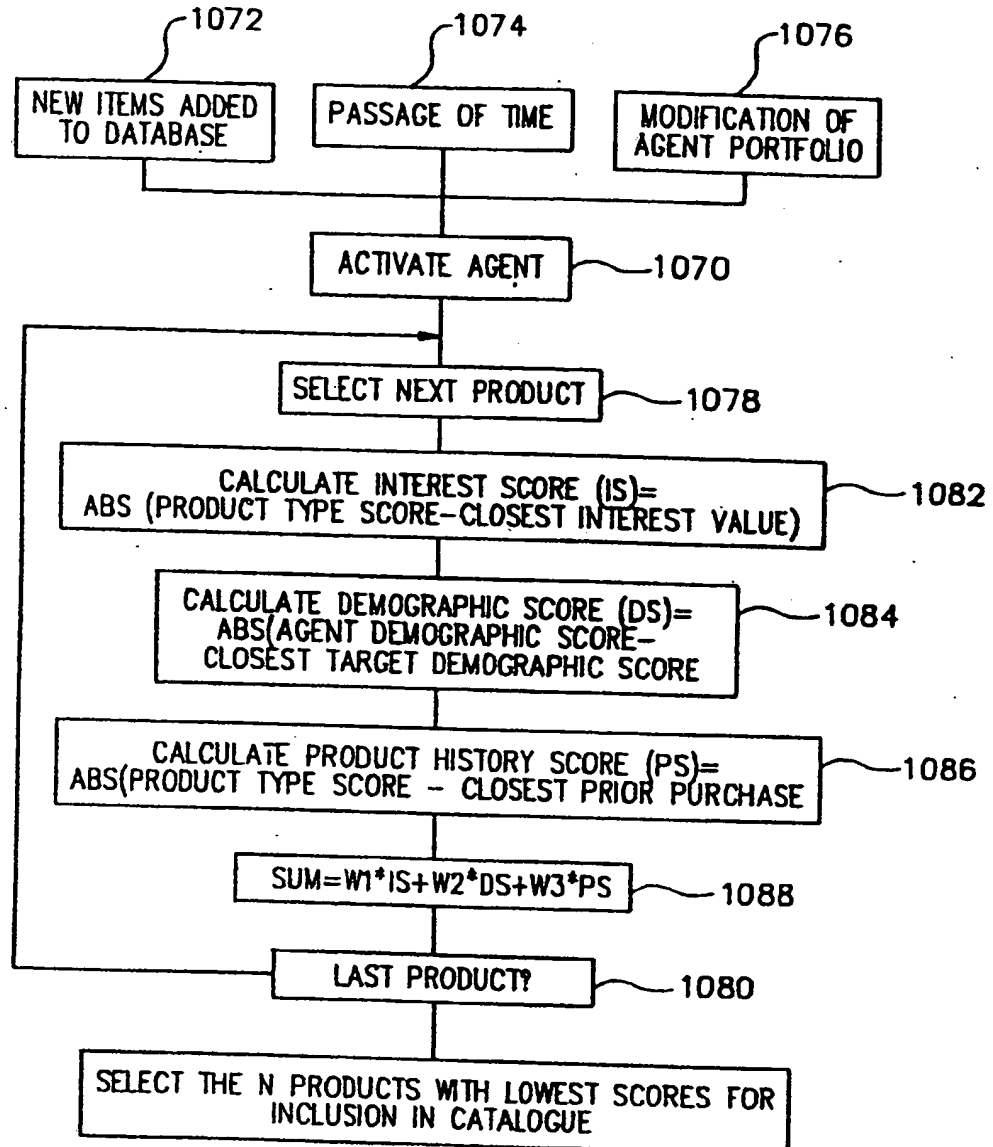 1072
1074
1076
NEW ITEMS ADDED
TO DATABASE
PASSAGE OF TIME
MODIFICATION OF
AGENT PORTFOLIO
ACTIVATE AGENT
1070
SELECT NEXT PRODUCT
1078
CALCULATE INTEREST SCORE (IS)=
ABS (PRODUCT TYPE SCORE-CLOSEST INTEREST VALUE)
1082
CALCULATE DEMOGRAPHIC SCORE (DS)=
ABS(AGENT DEMOGRAPHIC SCORE-
CLOSEST TARGET DEMOGRAPHIC SCORE
1084
CALCULATE PRODUCT HISTORY SCORE (PS)=
ABS(PRODUCT TYPE SCORE - CLOSEST PRIOR PURCHASE
1086
SUM=W1*IS+W2*DS+W3*PS
1088
LAST PRODUCT?
1080
SELECT THE N PRODUCTS WITH LOWEST SCORES FOR
INCLUSION IN CATALOGUE